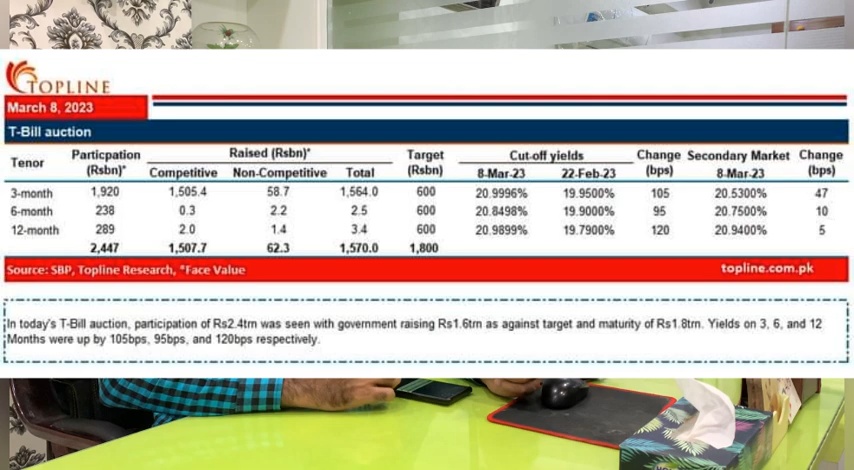 TOPLINE
March 8, 2023
T-Bill auction
Tenor Particpation (Rsbn)* Raised (Rsbn)* Target (Rsbn) Cut-off yields Change (bps) Secondary Market Change (bps)
Competitive Non-Competitive Total 8-Mar-23 22-Feb-23 8-Mar-23
3-month 1,920 1,505.4 58.7 1,564.0 600 20.9996% 19.9500% 105 20.5300% 47
6-month 238 0.3 2.2 2.5 600 20.8498% 19.9000% 95 20.7500% 10
12-month 289 2.0 1.4 3.4 600 20.9899% 19.7900% 120 20.9400% 5
2,447 1,507.7 62.3 1,570.0 1,800
Source: SBP, Topline Research, *Face Value topline.com.pk
In today's T-Bill auction, participation of Rs2.4trn was seen with government raising Rs1.6trn as against target and maturity of Rs1.8trn. Yields on 3, 6, and 12
Months were up by 105bps, 95bps, and 120bps respectively.